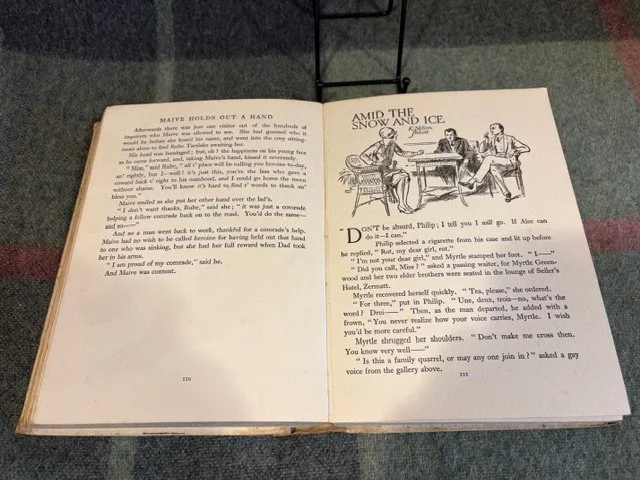 MAIVE HOLDS OUT A HAND
Afterwards there was just one visitor out of the hundreds of
inquirers who Maive was allowed to see. She had guessed who it
would be before she heard his name, and went into the cosy sitting-
room alone to find Rube Tarslake awaiting her.
His hand was bandaged; but, oh! the happiness on his young face
as he came forward, and, taking Maive's hand, kissed it reverently.
"Miss," said Rube, "all t' place will be calling you heroine to-day,
an' rightly, but I—well! it's just this, you're the lass who gave a
coward back t' right to his manhood, and I could go home the morn
without shame. You'll know it's hard to find t' words to thank an'
bless you."
Maive smiled as she put her other hand over the lad's.
"I don't want thanks, Rube," said she; "it was just a comrade
helping a fellow comrade back on to the road. You'd do the same—
and so——"
And so a man went back to work, thankful for a comrade's help.
Maive had no wish to be called heroine for having held out that hand
to one who was sinking, but she had her full reward when Dad took
her in his arms.
"I am proud of my comrade," said he.
And Maive was content.
110
AMID THE
SNOW AND ICE
"DON'T be absurd, Philip; I tell you I will go. If Alec can
do it—I can."
Philip selected a cigarette from his case and lit up before
he replied, "Rot, my dear girl, rot."
"I'm not your dear girl," and Myrtle stamped her foot. "I——"
"Did you call, Miss?" asked a passing waiter, for Myrtle Green-
wood and her two elder brothers were seated in the lounge of Seiler's
Hotel, Zermatt.
Myrtle recovered herself quickly. "Tea, please," she ordered.
"For three," put in Philip. "Une, deux, trois—no, what's the
word? Drei——" Then, as the man departed, he added with a
frown, "You never realize how your voice carries, Myrtle. I wish
you'd be more careful."
Myrtle shrugged her shoulders. "Don't make me cross then.
You know very well——"
"Is this a family quarrel, or may any one join in?" asked a gay
voice from the gallery above.
111